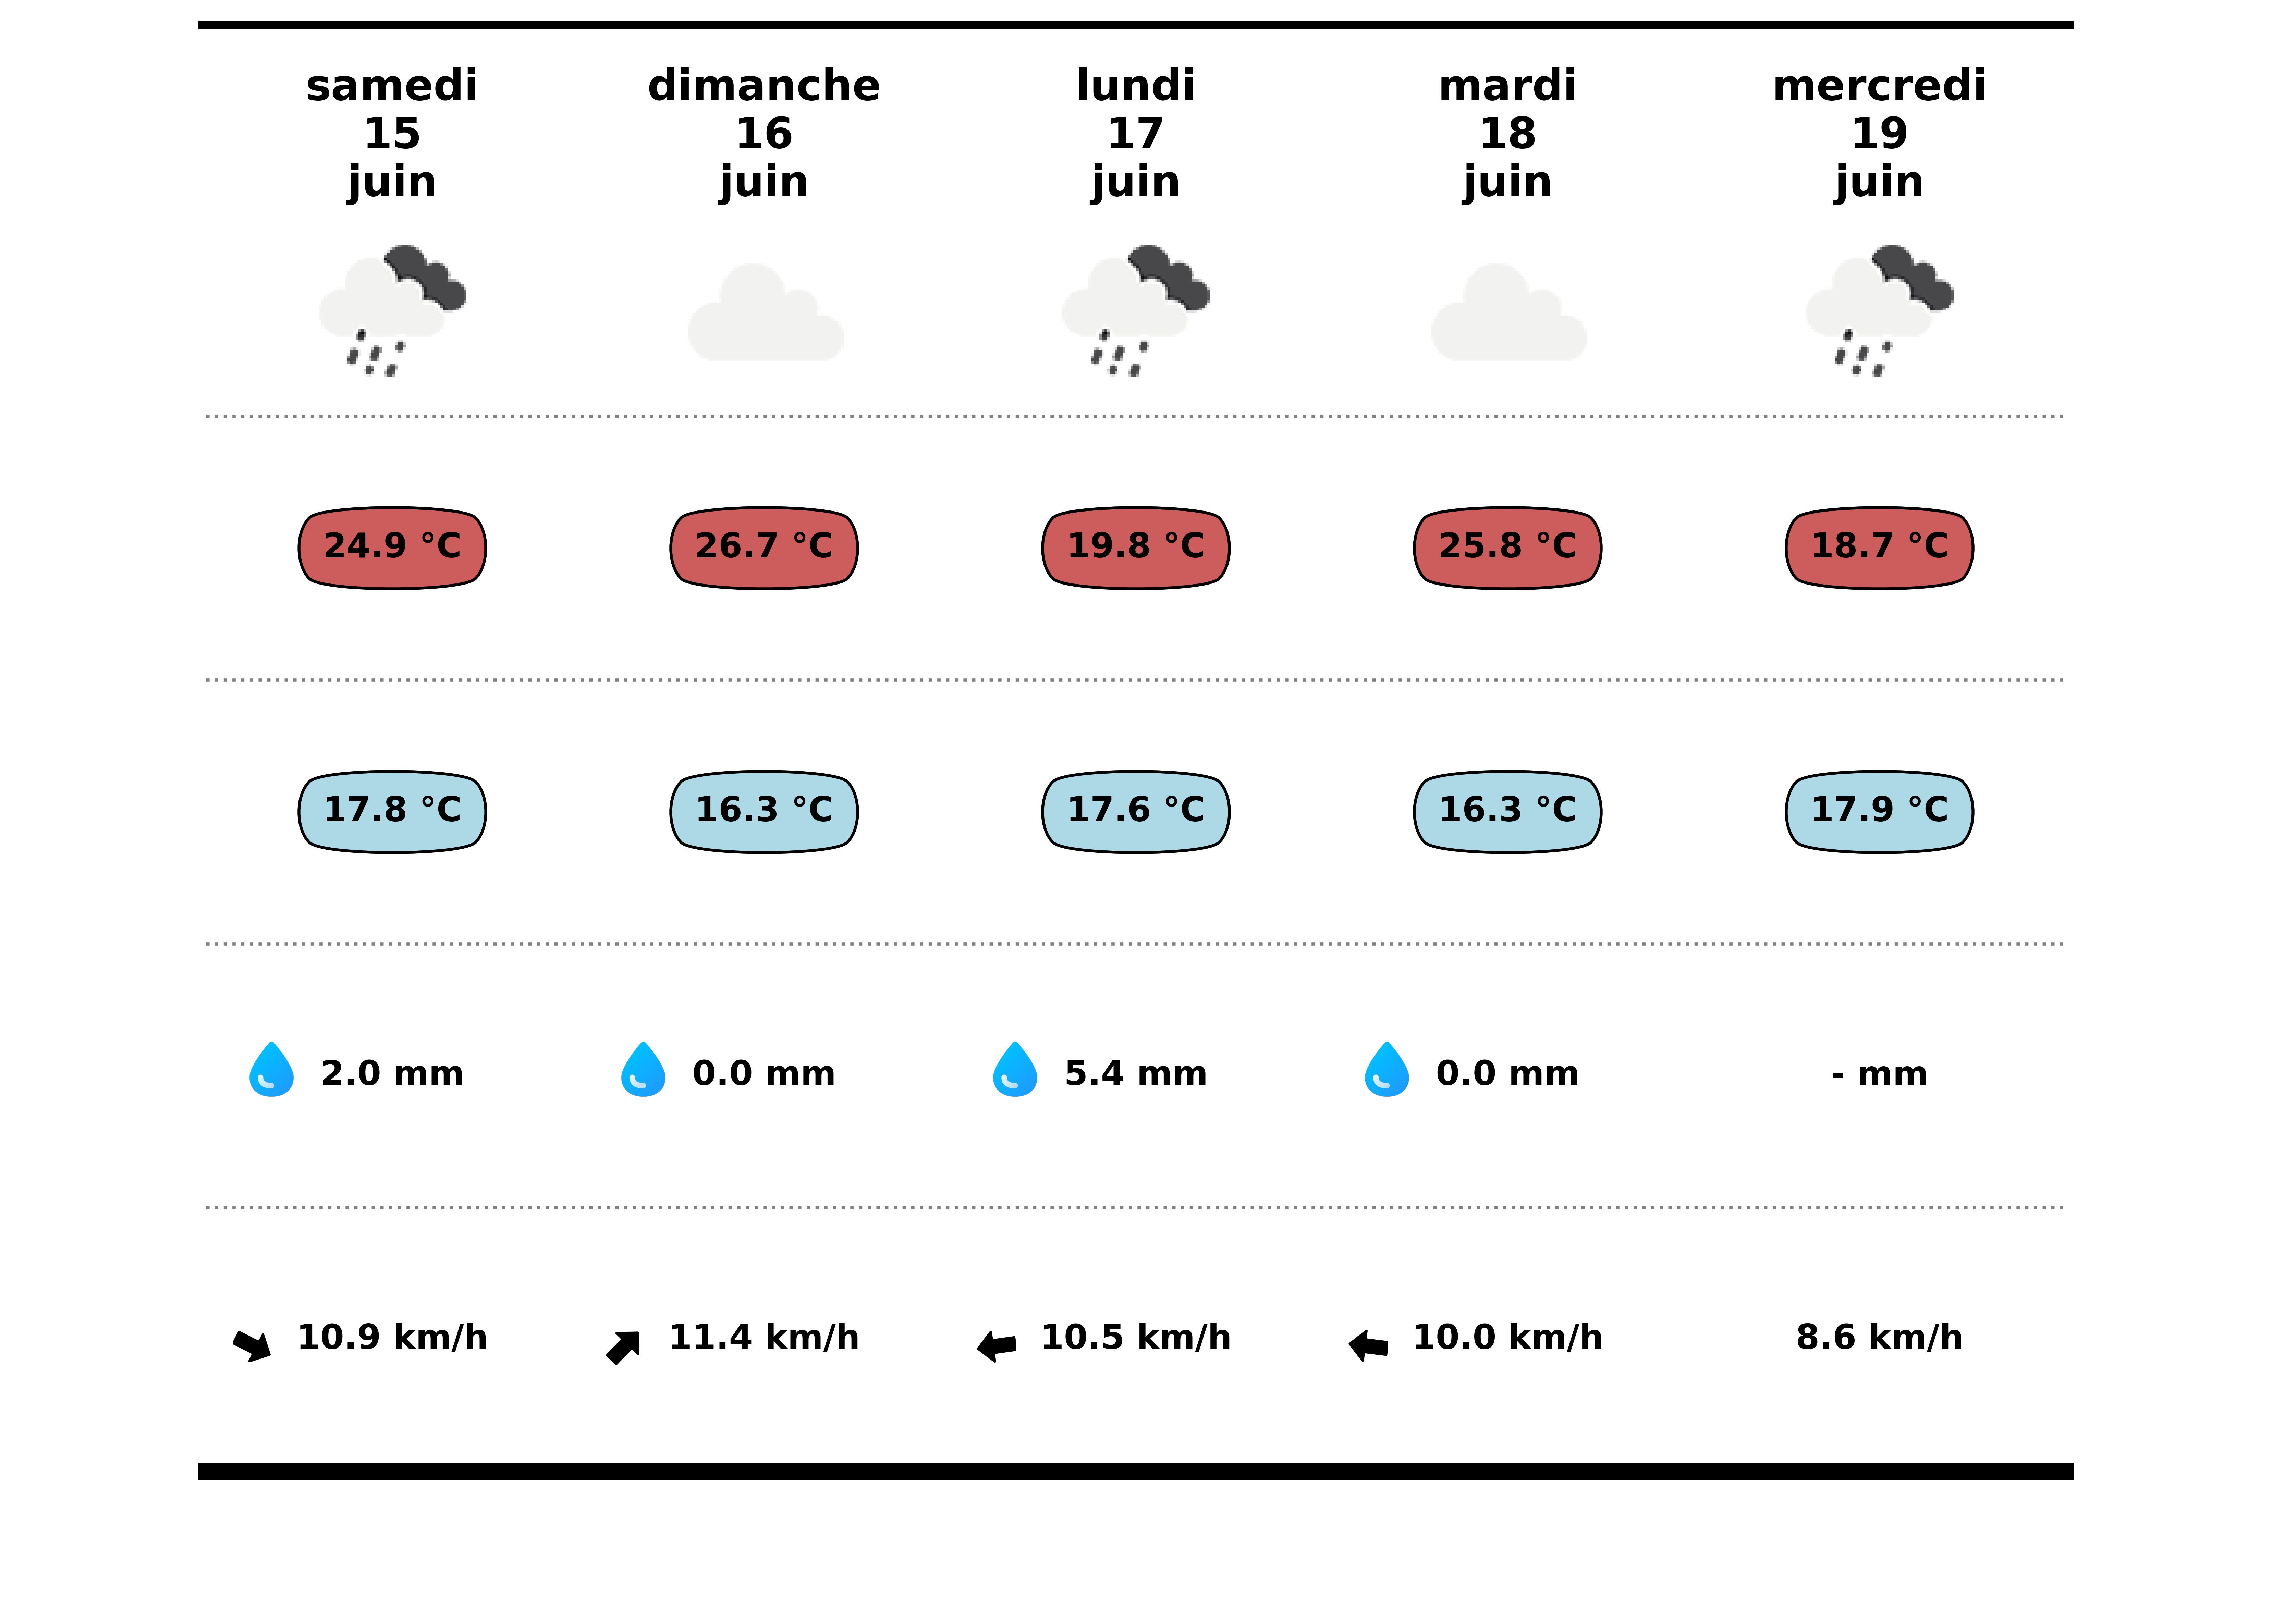 samedi
15
juin
dimanche
16
juin
lundi
17
juin
mardi
18
juin
mercredi
19
juin
24.9 °C
26.7 °C
19.8 °C
25.8 °C
18.7 °C
17.8 °C
16.3 °C
17.6 °C
16.3 °C
17.9 °C
2.0 mm
0.0 mm
5.4 mm
0.0 mm
- mm
10.9 km/h
11.4 km/h
10.5 km/h
10.0 km/h
8.6 km/h